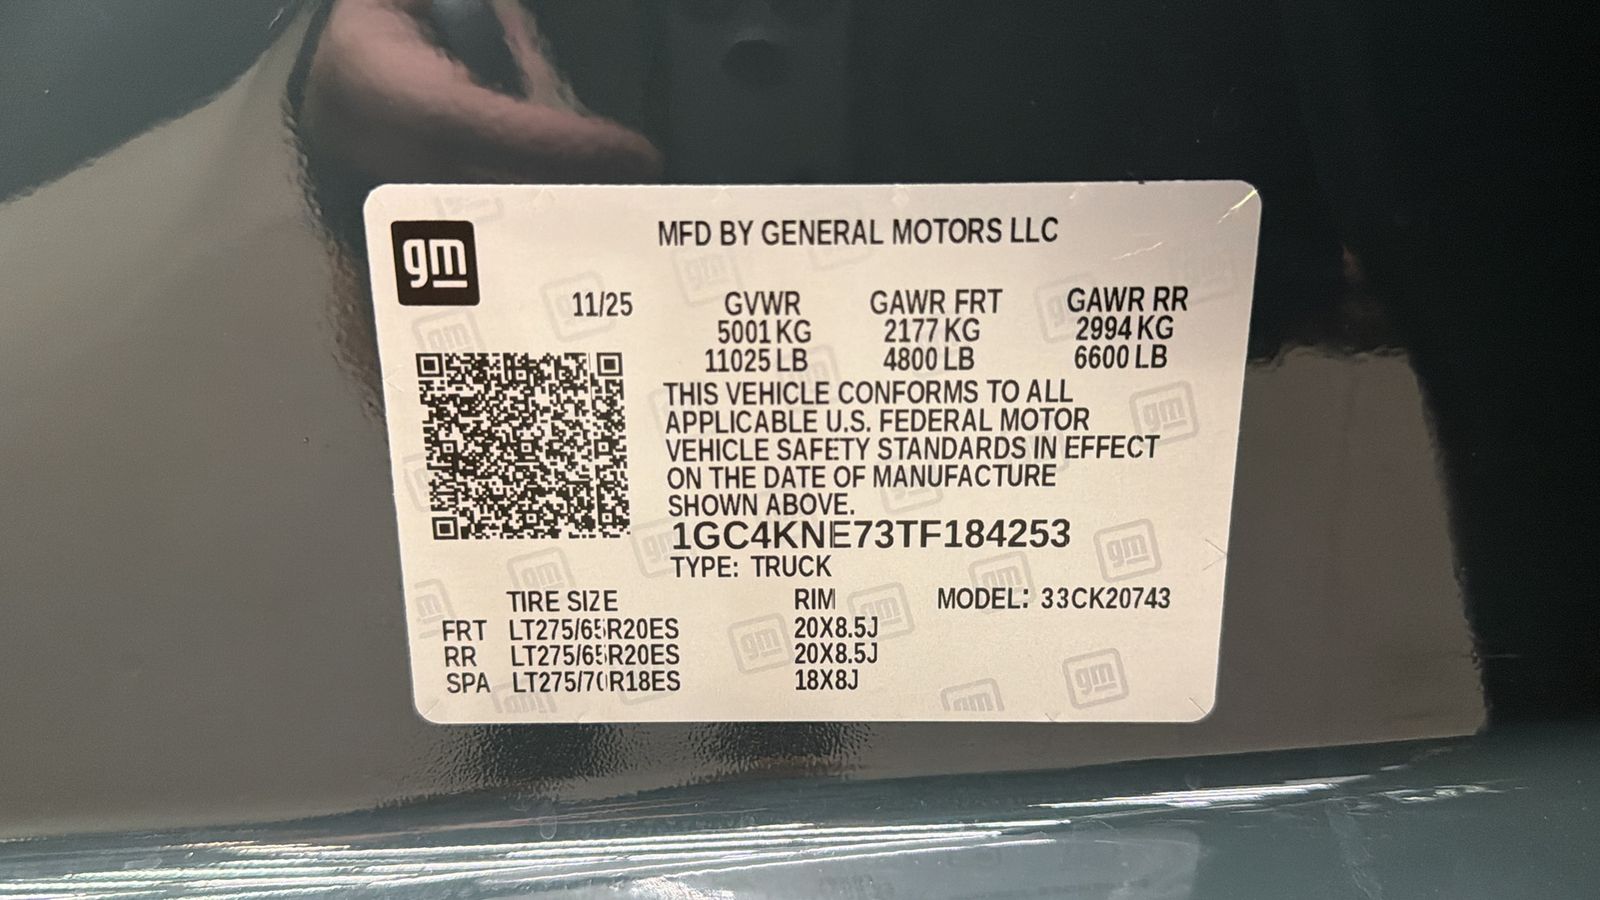 gm
MFD BY GENERAL MOTORS LLC
11/25 GVWR GAWR FRT GAWR RR
5001 KG 2177 KG 2994 KG
11025 LB 4800 LB 6600 LB
THIS VEHICLE CONFORMS TO ALL
APPLICABLE U.S. FEDERAL MOTOR
VEHICLE SAFETY STANDARDS IN EFFECT
ON THE DATE OF MANUFACTURE
SHOWN ABOVE.
1GC4KNE73TF184253
TYPE: TRUCK
TIRE SIZE RIM MODEL: 33CK20743
FRT LT275/65R20ES 20X8.5J
RR LT275/65R20ES 20X8.5J
SPA LT275/70R18ES 18X8J